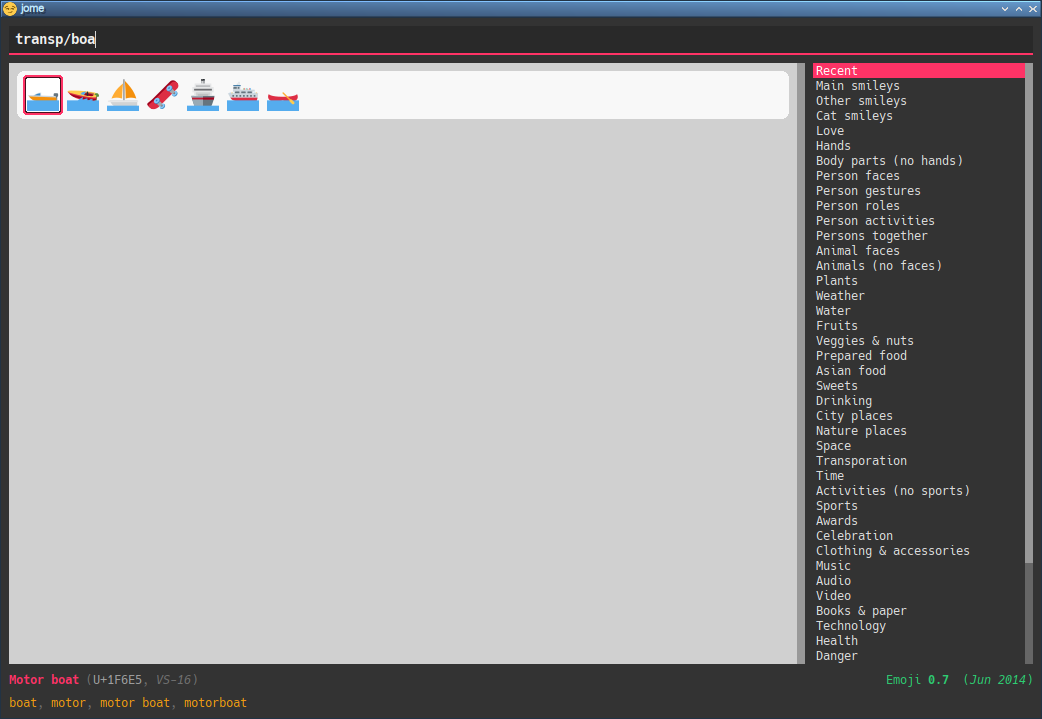 jome
transp/boa
Recent
Main smileys
Other smileys
Cat smileys
Love
Hands
Body parts (no hands)
Person faces
Person gestures
Person roles
Person activities
Persons together
Animal faces
Animals (no faces)
Plants
Weather
Water
Fruits
Veggies & nuts
Prepared food
Asian food
Sweets
Drinking
City places
Nature places
Space
Transporation
Time
Activities (no sports)
Sports
Awards
Celebration
Clothing & accessories
Music
Audio
Video
Books & paper
Technology
Health
Danger
Motor boat (U+1F6E5, VS-16)
Emoji 0.7 (Jun 2014)
boat, motor, motor boat, motorboat